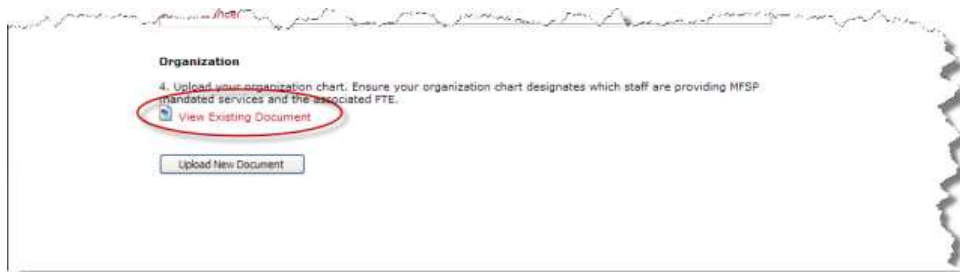 Organization
4. Upload your organization chart. Ensure your organization chart designates which staff are providing MFSP
mandated services and the associated FTE.
View Existing Document
Upload New Document